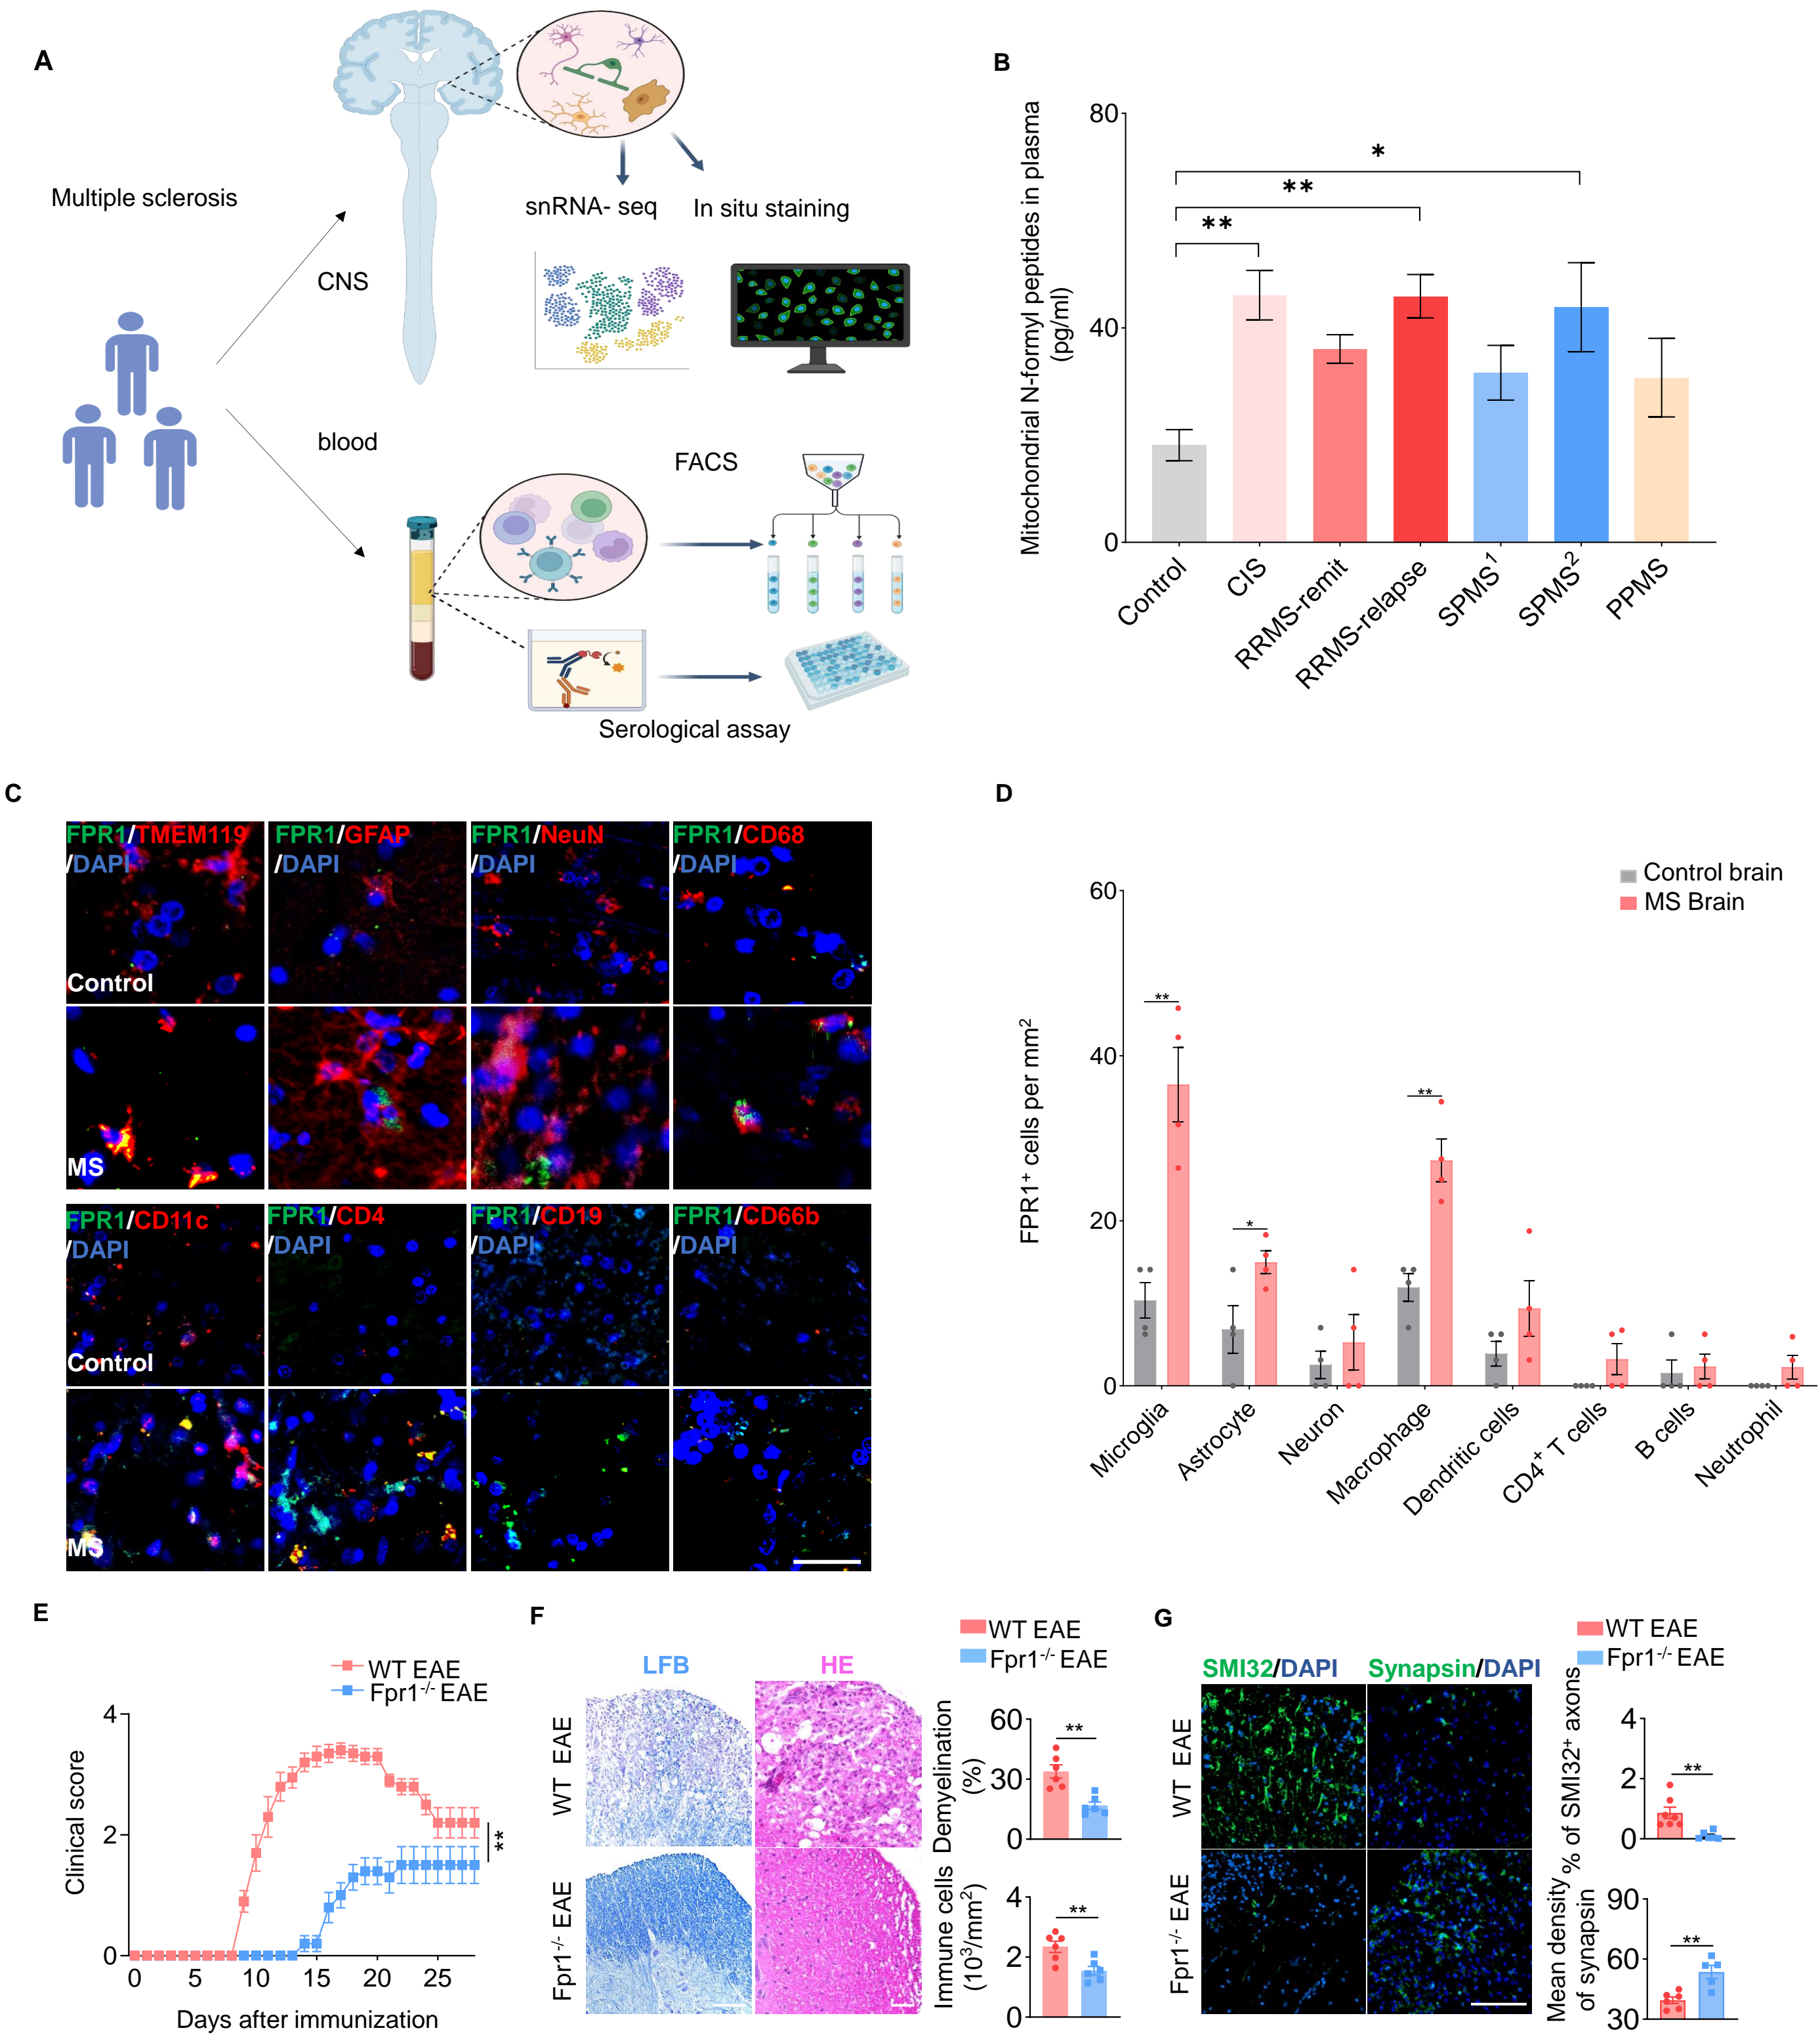 A
Multiple sclerosis
CNS
blood
snRNA- seq
In situ staining
FACS
Serological assay
B
Mitochondrial N-formyl peptides in plasma
(pg/ml)
80
40
0
*
**
**
Control
CIS
RRMS-remit
RRMS-relapse
SPMS¹
SPMS²
PPMS
C
FPR1/TMEM119
/DAPI
FPR1/GFAP
/DAPI
FPR1/NeuN
/DAPI
FPR1/CD68
/DAPI
Control
MS
FPR1/CD11c
/DAPI
FPR1/CD4
/DAPI
FPR1/CD19
/DAPI
FPR1/CD66b
/DAPI
Control
MS
D
Control brain
MS Brain
FPR1⁺ cells per mm²
60
40
20
0
**
*
**
Microglia
Astrocyte
Neuron
Macrophage
Dendritic cells
CD4⁺ T cells
B cells
Neutrophil
E
WT EAE
Fpr1⁻/⁻ EAE
Clinical score
4
2
0
**
0 5 10 15 20 25
Days after immunization
F
LFB
HE
WT EAE
Fpr1⁻/⁻ EAE
WT EAE
Fpr1⁻/⁻ EAE
Demyelination
(%)
60
30
0
**
Immune cells
(10³/mm²)
4
2
0
**
G
SMI32/DAPI
Synapsin/DAPI
WT EAE
Fpr1⁻/⁻ EAE
WT EAE
Fpr1⁻/⁻ EAE
% of SMI32⁺ axons
4
2
0
**
Mean density
of synapsin
90
60
30
**